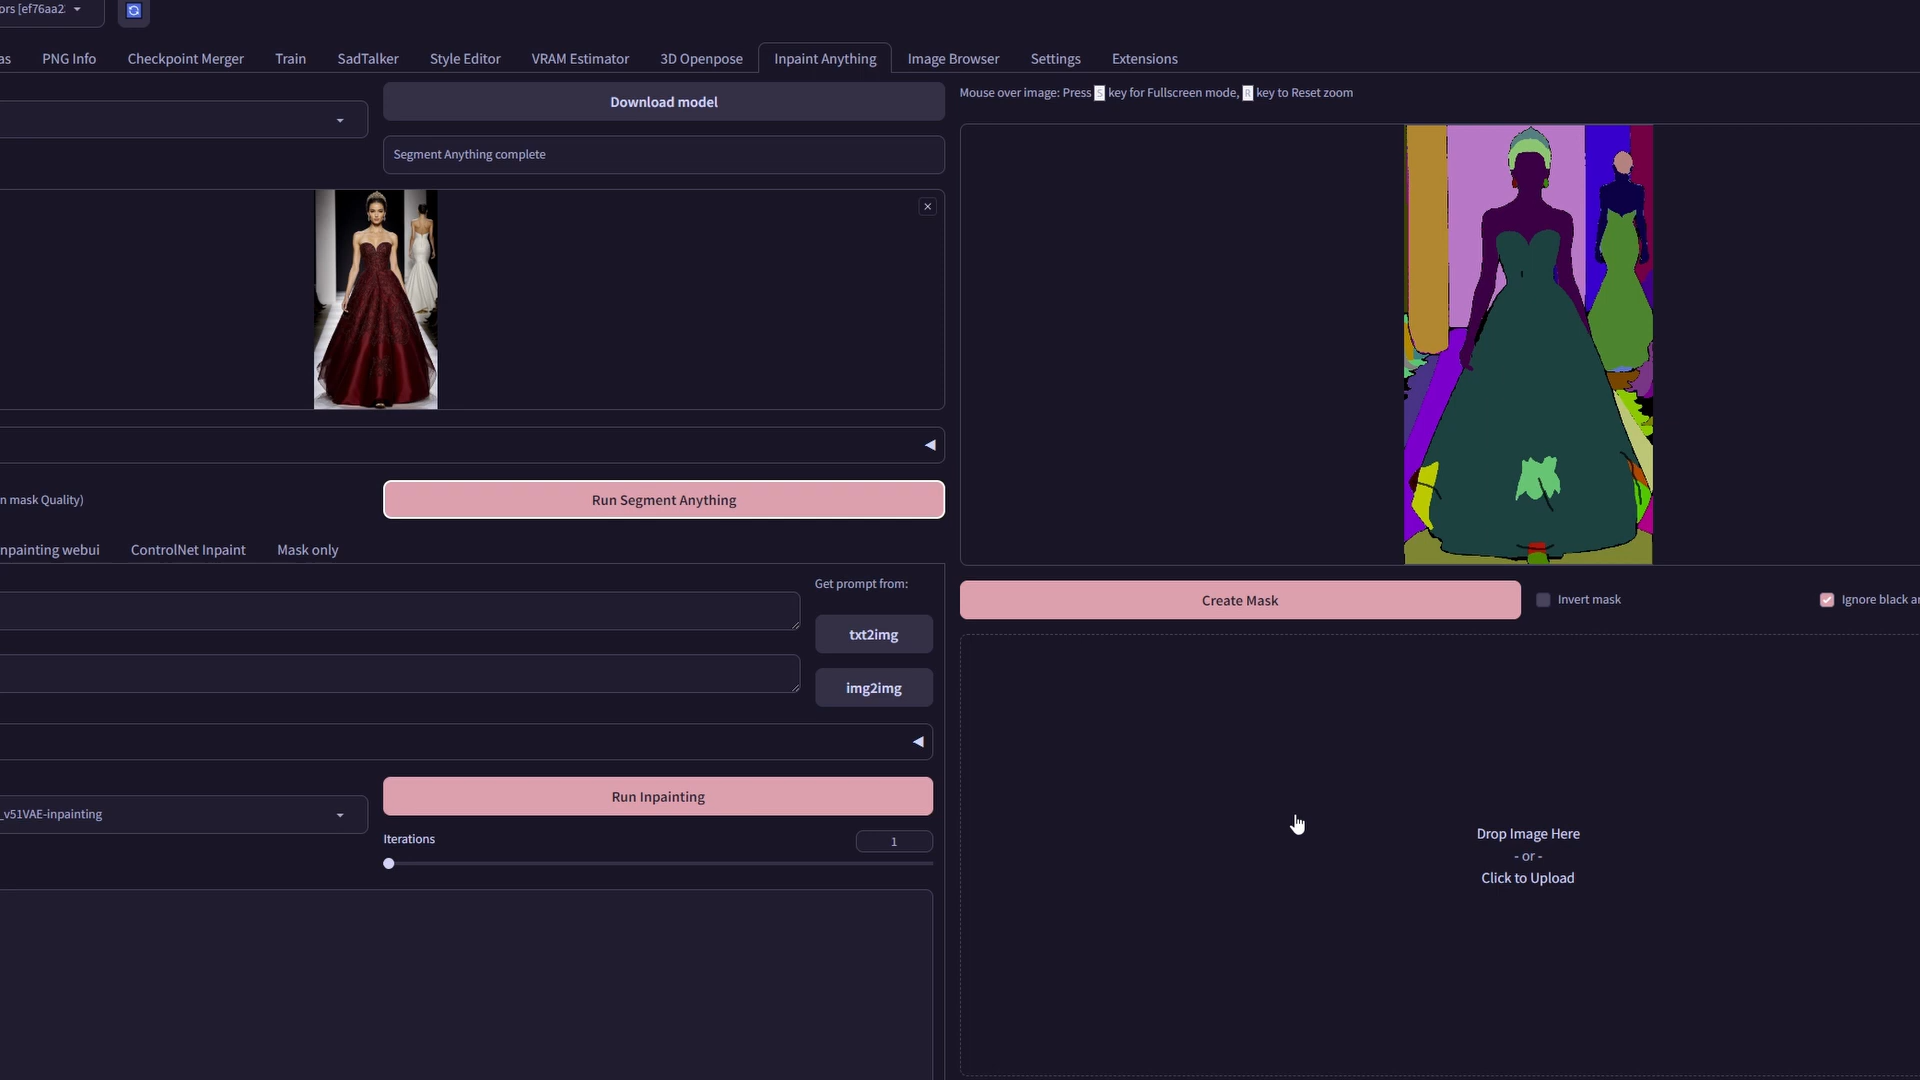 ors [ef76aa2
as PNG Info Checkpoint Merger Train SadTalker Style Editor VRAM Estimator 3D Openpose Inpaint Anything Image Browser Settings Extensions
Download model
Mouse over image: Press S key for Fullscreen mode, R key to Reset zoom
Segment Anything complete
n mask Quality)
Run Segment Anything
npainting webui ControlNet Inpaint Mask only
Get prompt from:
Create Mask
Invert mask
Ignore black ar
txt2img
img2img
Run Inpainting
_v51VAE-inpainting
Iterations
1
Drop Image Here
- or -
Click to Upload